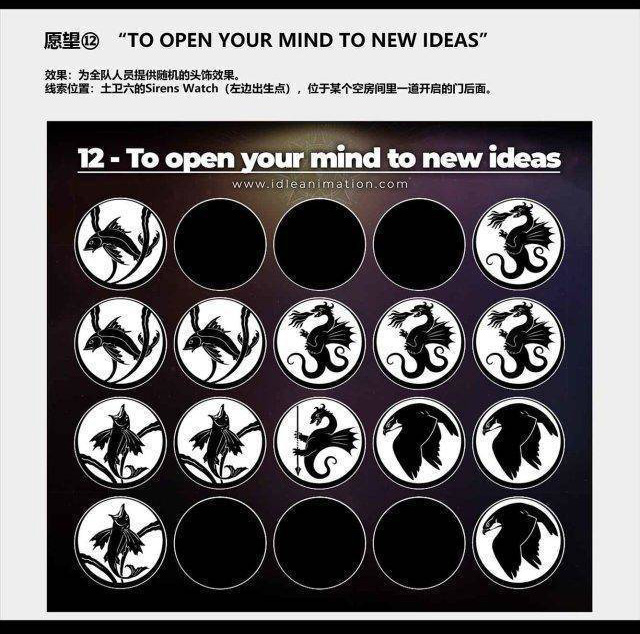 愿望⑫ “TO OPEN YOUR MIND TO NEW IDEAS”
效果：为全队人员提供随机的头饰效果。
线索位置：土卫六的Sirens Watch（左边出生点），位于某个空房间里一道开启的门后面。
12 - To open your mind to new ideas
www.idleanimation.com